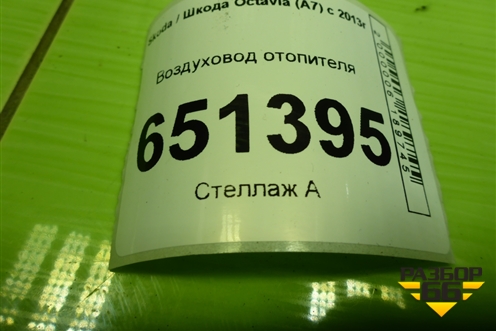 Skoda / Шкода Octavia (A7) с 2013г
Воздуховод отопителя
651395
Стеллаж А
РАЗБОР
66